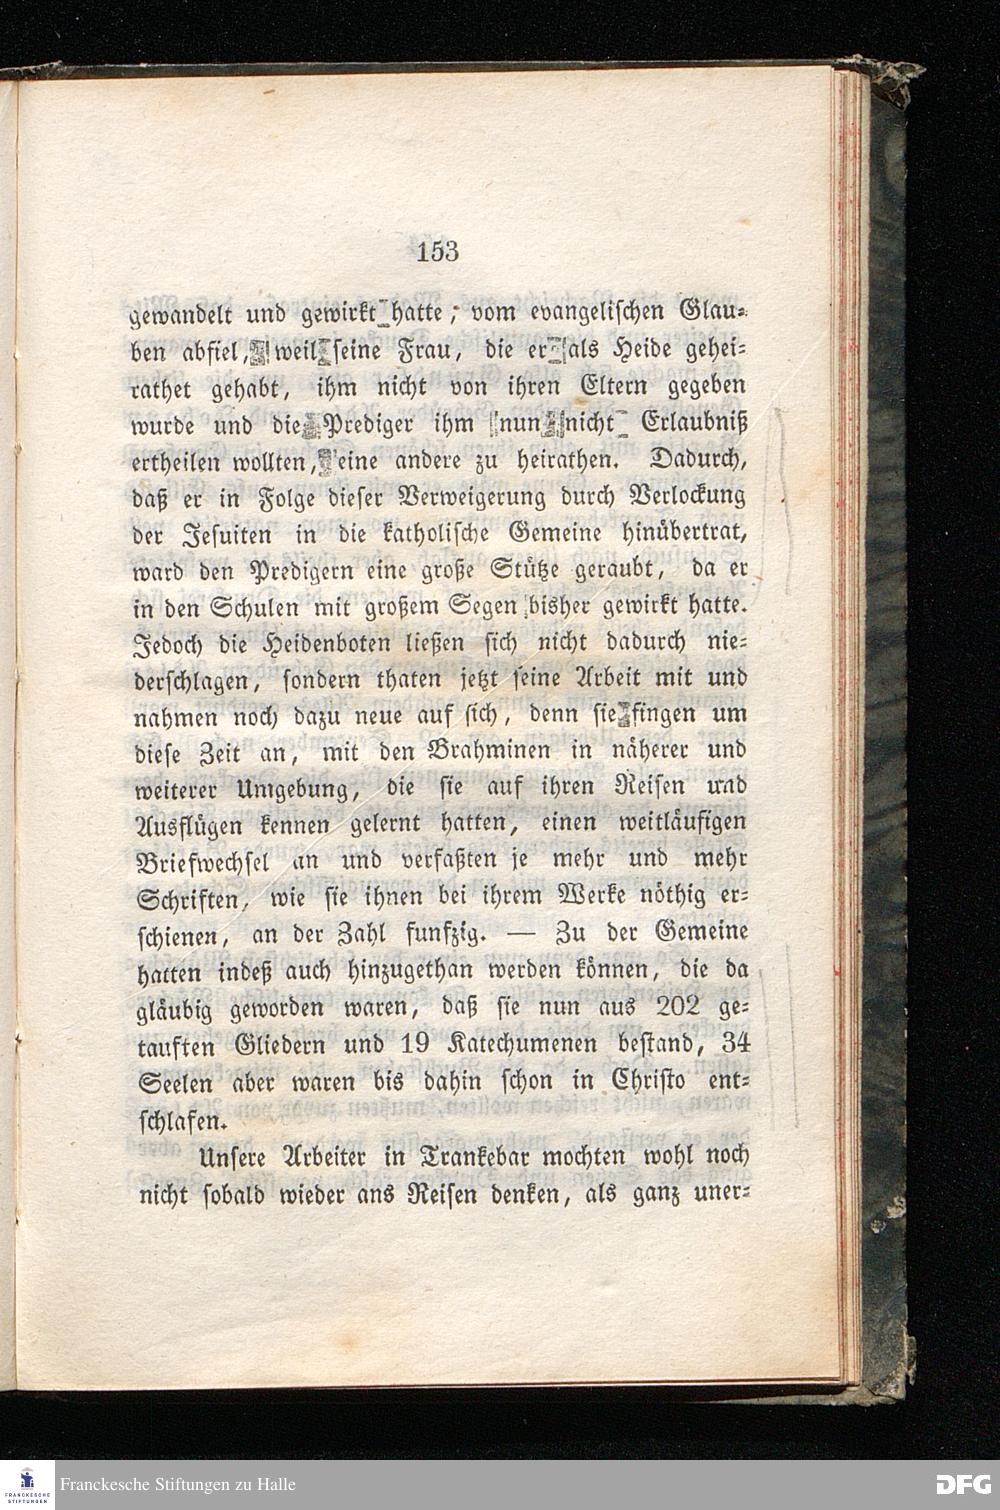 153
gewandelt und gewirkt hatte, vom evangelischen Glau-
ben abfiel, weil seine Frau, die er als Heide gehei-
rathet gehabt, ihm nicht von ihren Eltern gegeben
wurde und die Prediger ihm nun nicht Erlaubniß
ertheilen wollten, eine andere zu heirathen. Dadurch,
daß er in Folge dieser Verweigerung durch Verlockung
der Jesuiten in die katholische Gemeine hinübertrat,
ward den Predigern eine große Stütze geraubt, da er
in den Schulen mit großem Segen bisher gewirkt hatte.
Jedoch die Heidenboten ließen sich nicht dadurch nie-
derschlagen, sondern thaten jetzt seine Arbeit mit und
nahmen noch dazu neue auf sich, denn sie fingen um
diese Zeit an, mit den Brahminen in näherer und
weiterer Umgebung, die sie auf ihren Reisen und
Ausflügen kennen gelernt hatten, einen weitläufigen
Briefwechsel an und verfaßten je mehr und mehr
Schriften, wie sie ihnen bei ihrem Werke nöthig er-
schienen, an der Zahl funfzig. — Zu der Gemeine
hatten indeß auch hinzugethan werden können, die da
gläubig geworden waren, daß sie nun aus 202 ge-
tauften Gliedern und 19 Katechumenen bestand, 34
Seelen aber waren bis dahin schon in Christo ent-
schlafen.
Unsere Arbeiter in Trankebar mochten wohl noch
nicht sobald wieder ans Reisen denken, als ganz uner-
FRANCKESCHE
STIFTUNGEN
Franckesche Stiftungen zu Halle
DFG